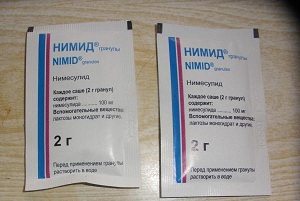 НИМИД® гранулы
NIMID® granules
Нимесулид
Каждое саше (2 г гранул)
содержит:
нимесулида ......... 100 мг
Вспомогательные вещества:
лактозы моногидрат и другие.
2 г
Перед применением гранулы
растворить в воде
НИМИД® гранулы
NIMID® granules
Нимесулид
Каждое саше (2 г гранул)
содержит:
нимесулида ......... 100 мг
Вспомогательные вещества:
лактозы моногидрат и другие.
2 г
Перед применением гранулы
растворить в воде